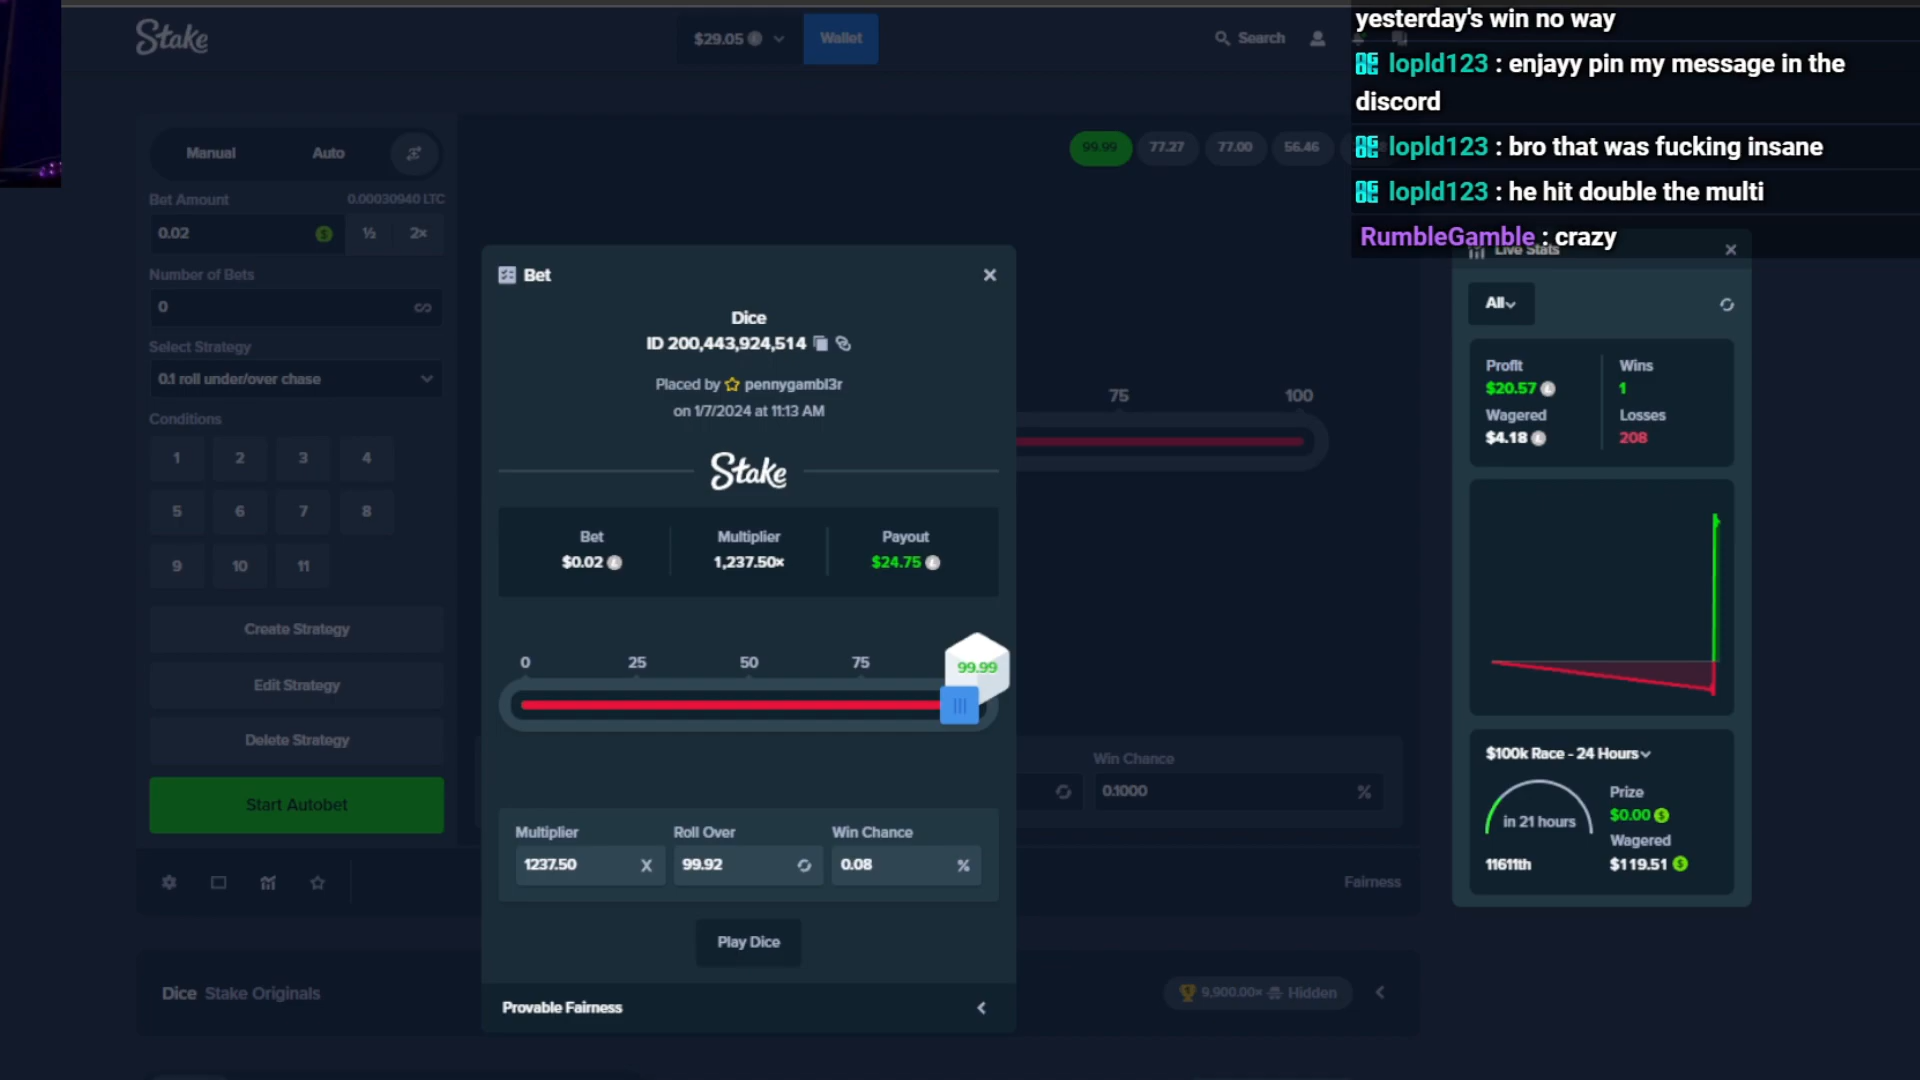 Stake
$29.05
Wallet
Search
yesterday's win no way
lopld123 : enjayy pin my message in the
discord
lopld123 : bro that was fucking insane
lopld123 : he hit double the multi
RumbleGamble : crazy
Manual
Auto
99.99
77.27
77.00
56.46
Bet Amount
0.00030940 LTC
0.02
½
2×
Number of Bets
0
Select Strategy
0.1 roll under/over chase
Conditions
1
2
3
4
5
6
7
8
9
10
11
Create Strategy
Edit Strategy
Delete Strategy
Start Autobet
Bet
Dice
ID 200,443,924,514
Placed by pennygambl3r
on 1/7/2024 at 11:13 AM
Stake
Bet
Multiplier
Payout
$0.02
1,237.50×
$24.75
0
25
50
75
99.99
Multiplier
Roll Over
Win Chance
1237.50
99.92
0.08
%
Play Dice
Provable Fairness
75
100
Win Chance
0.1000
%
Fairness
Dice Stake Originals
9,900.00×
Hidden
Live Stats
All
Profit
Wins
$20.57
1
Wagered
Losses
$4.18
208
$100k Race - 24 Hours
in 21 hours
Prize
$0.00
Wagered
11611th
$119.51